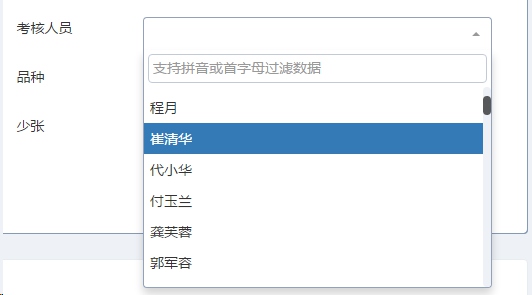 考核人员
支持拼音或首字母过滤数据
品种
程月
少张
崔清华
代小华
付玉兰
龚芙蓉
郭军容